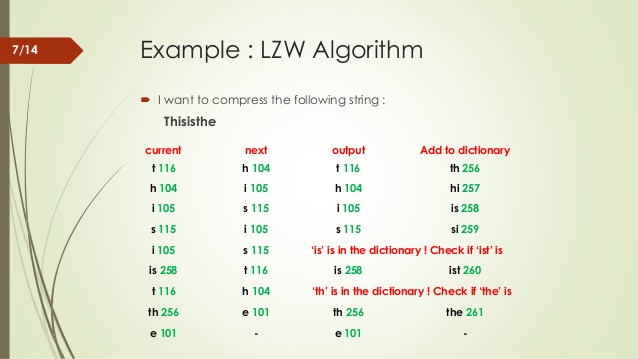 7/14
Example : LZW Algorithm
I want to compress the following string :
Thisisthe
current next output Add to dictionary
t 116 h 104 t 116 th 256
h 104 i 105 h 104 hi 257
i 105 s 115 i 105 is 258
s 115 i 105 s 115 si 259
i 105 s 115 ‘is’ is in the dictionary ! Check if ‘ist’ is
is 258 t 116 is 258 ist 260
t 116 h 104 ‘th’ is in the dictionary ! Check if ‘the’ is
th 256 e 101 th 256 the 261
e 101 - e 101 -